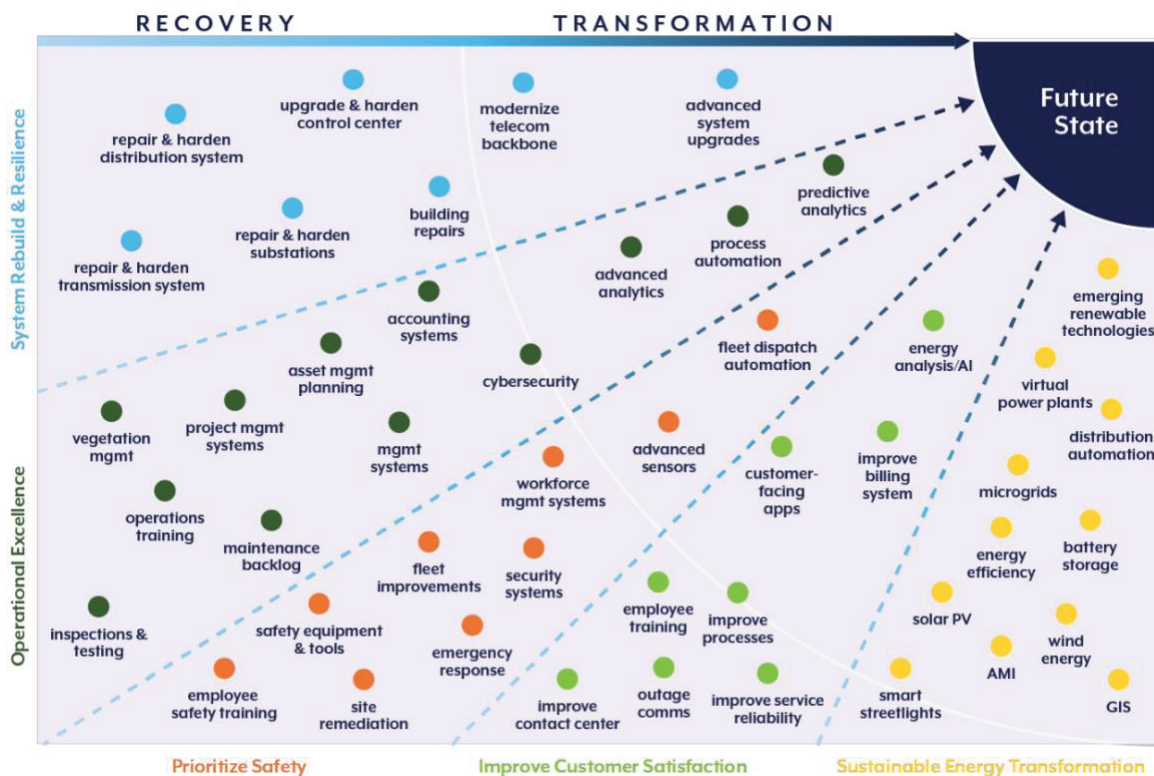 RECOVERY
TRANSFORMATION
Future
State
System Rebuild & Resilience
Operational Excellence
upgrade & harden
control center
modernize
telecom
backbone
advanced
system
upgrades
repair & harden
distribution system
predictive
analytics
building
repairs
repair & harden
substations
process
automation
repair & harden
transmission system
advanced
analytics
emerging
renewable
technologies
accounting
systems
fleet dispatch
automation
energy
analysis/AI
asset mgmt
planning
cybersecurity
virtual
power plants
vegetation
mgmt
project mgmt
systems
mgmt
systems
advanced
sensors
customer-
facing
apps
improve
billing
system
distribution
automation
workforce
mgmt systems
microgrids
operations
training
maintenance
backlog
fleet
improvements
security
systems
energy
efficiency
battery
storage
employee
training
improve
processes
solar PV
inspections &
testing
safety equipment
& tools
emergency
response
wind
energy
AMI
employee
safety training
site
remediation
improve
contact center
outage
comms
improve service
reliability
smart
streetlights
GIS
Prioritize Safety
Improve Customer Satisfaction
Sustainable Energy Transformation